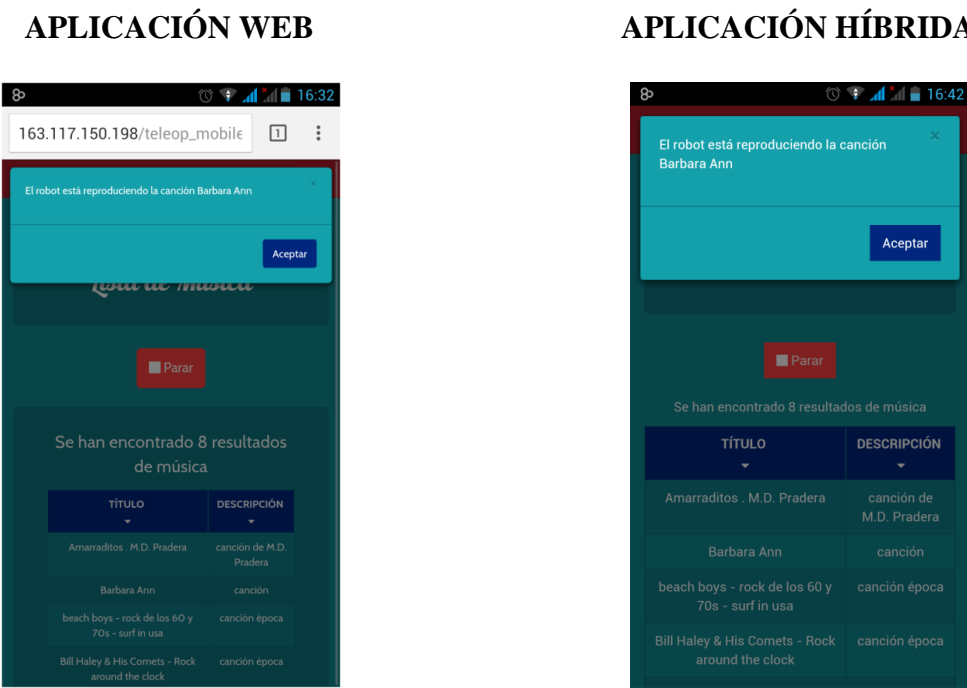 APLICACIÓN WEB
16:32
163.117.150.198/teleop_mobile
1
El robot está reproduciendo la canción Barbara Ann
×
Aceptar
Lista de Música
Parar
Se han encontrado 8 resultados
de música
TÍTULO DESCRIPCIÓN
Amarraditos . M.D. Pradera canción de M.D.
Pradera
Barbara Ann canción
beach boys - rock de los 60 y canción época
70s - surf in usa
Bill Haley & His Comets - Rock canción época
around the clock
APLICACIÓN HÍBRIDA
16:42
El robot está reproduciendo la canción
Barbara Ann
×
Aceptar
Parar
Se han encontrado 8 resultados de música
TÍTULO DESCRIPCIÓN
Amarraditos . M.D. Pradera canción de
M.D. Pradera
Barbara Ann canción
beach boys - rock de los 60 y canción época
70s - surf in usa
Bill Haley & His Comets - Rock canción época
around the clock